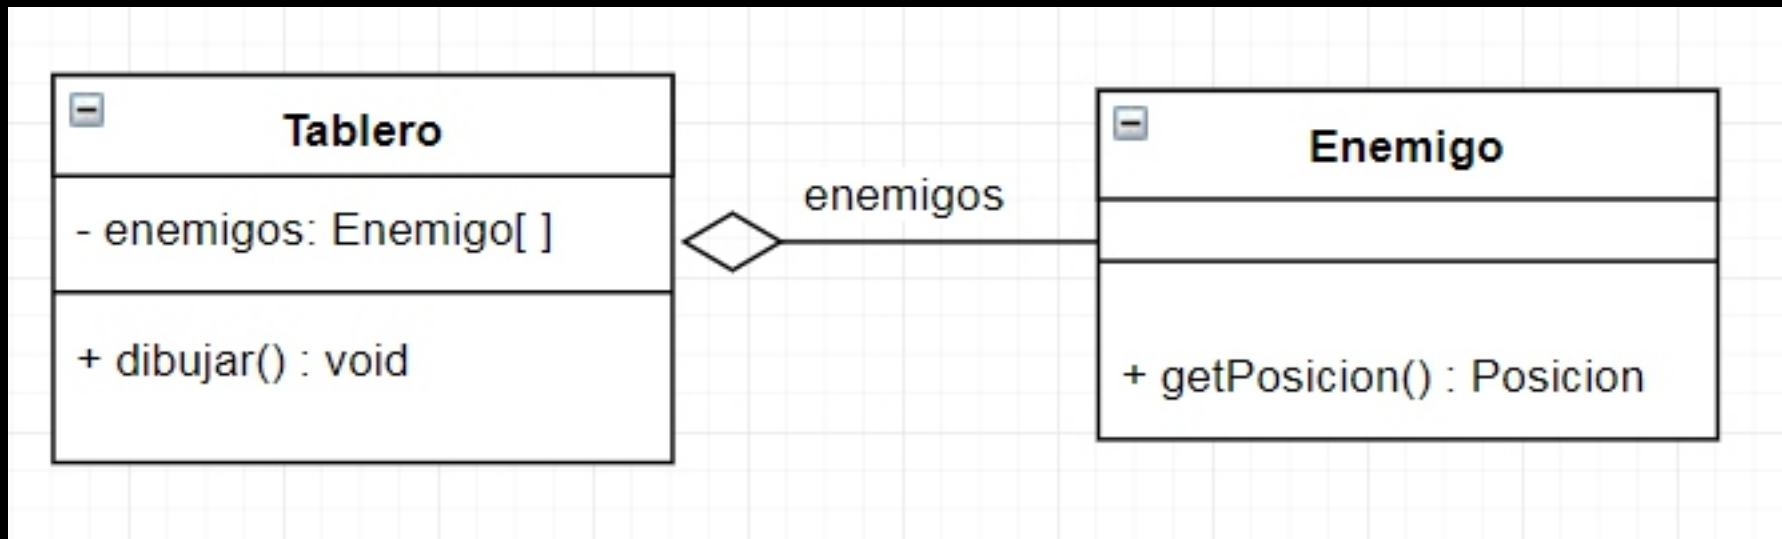 Tablero
- enemigos: Enemigo[ ]
+ dibujar() : void
enemigos
Enemigo
+ getPosicion() : Posicion